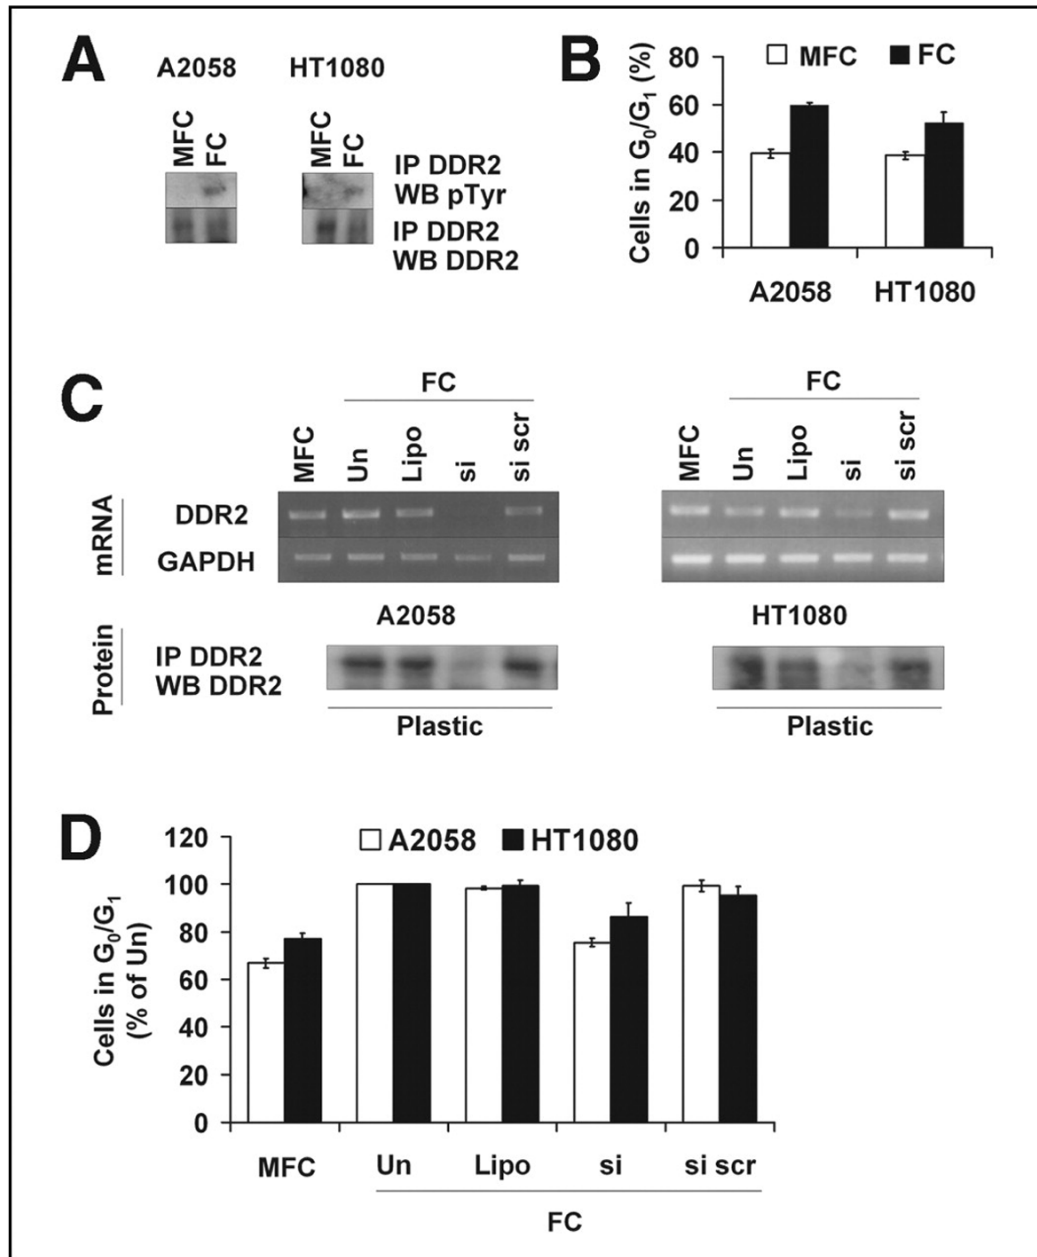 A
A2058 HT1080
MFC FC MFC FC
IP DDR2
WB pTyr
IP DDR2
WB DDR2
B
MFC FC
Cells in G0/G1 (%)
80
60
40
20
0
A2058 HT1080
C
FC FC
MFC Un Lipo si si scr MFC Un Lipo si si scr
mRNA
DDR2
GAPDH
A2058 HT1080
Protein
IP DDR2
WB DDR2
Plastic Plastic
D
A2058 HT1080
Cells in G0/G1
(% of Un)
120
100
80
60
40
20
0
MFC Un Lipo si si scr
FC